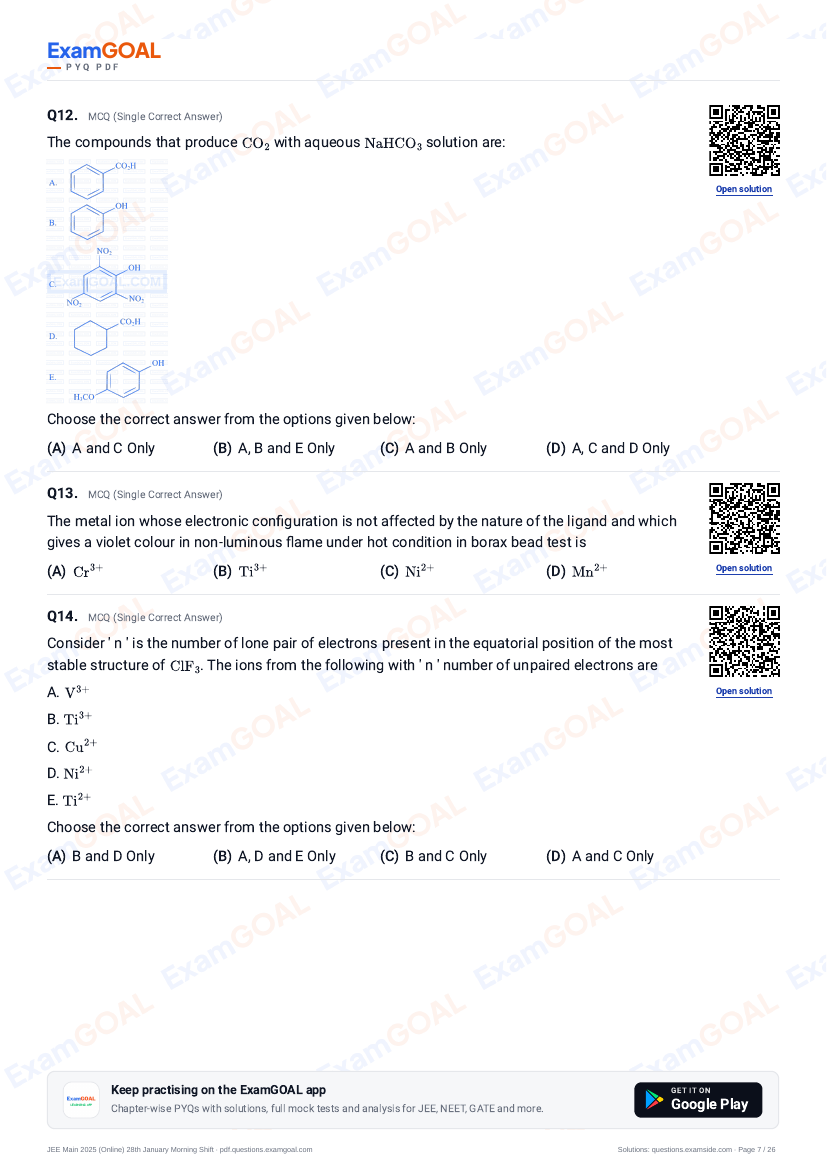 ExamGOAL
PYQ PDF
Q12. MCQ (Single Correct Answer)
The compounds that produce CO₂ with aqueous NaHCO₃ solution are:
Open solution
A. CO₂H
B. OH
NO₂
C. OH
NO₂ NO₂
D. CO₂H
E. OH
H₃CO
ExamGOAL.COM
Choose the correct answer from the options given below:
(A) A and C Only (B) A, B and E Only (C) A and B Only (D) A, C and D Only
Q13. MCQ (Single Correct Answer)
The metal ion whose electronic configuration is not affected by the nature of the ligand and which
gives a violet colour in non-luminous flame under hot condition in borax bead test is
(A) Cr³⁺ (B) Ti³⁺ (C) Ni²⁺ (D) Mn²⁺
Open solution
Q14. MCQ (Single Correct Answer)
Consider ' n ' is the number of lone pair of electrons present in the equatorial position of the most
stable structure of ClF₃. The ions from the following with ' n ' number of unpaired electrons are
Open solution
A. V³⁺
B. Ti³⁺
C. Cu²⁺
D. Ni²⁺
E. Ti²⁺
Choose the correct answer from the options given below:
(A) B and D Only (B) A, D and E Only (C) B and C Only (D) A and C Only
Keep practising on the ExamGOAL app
Chapter-wise PYQs with solutions, full mock tests and analysis for JEE, NEET, GATE and more.
GET IT ON
Google Play
JEE Main 2025 (Online) 28th January Morning Shift · pdf.questions.examgoal.com
Solutions: questions.examside.com · Page 7 / 26